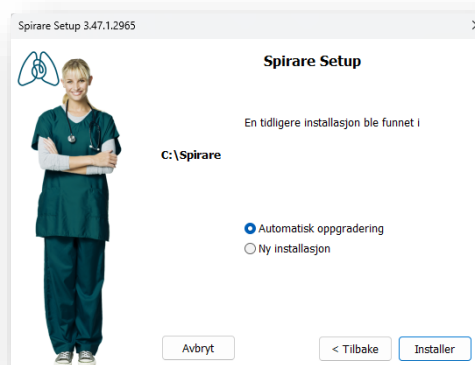 Spirare Setup 3.47.1.2965
Spirare Setup
En tidligere installasjon ble funnet i
C:\Spirare
Automatisk oppgradering
Ny installasjon
Avbryt
< Tilbake
Installer